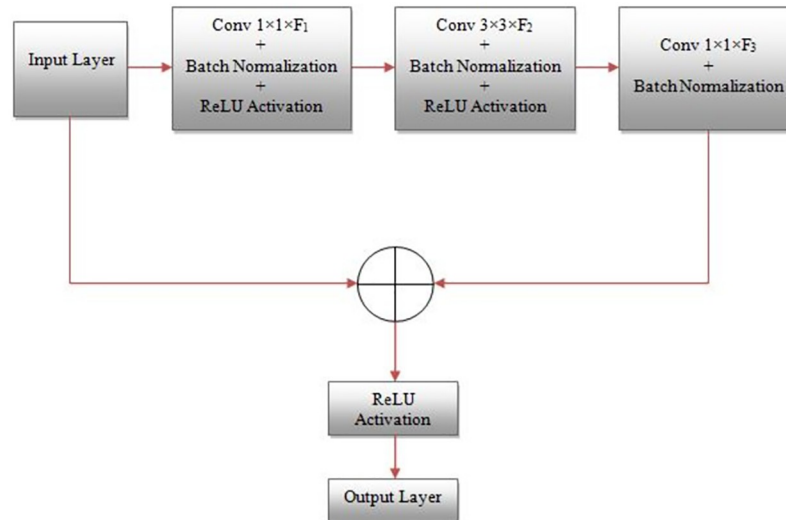 Input Layer
Conv 1×1×F₁
+
Batch Normalization
+
ReLU Activation
Conv 3×3×F₂
+
Batch Normalization
+
ReLU Activation
Conv 1×1×F₃
+
Batch Normalization
ReLU
Activation
Output Layer